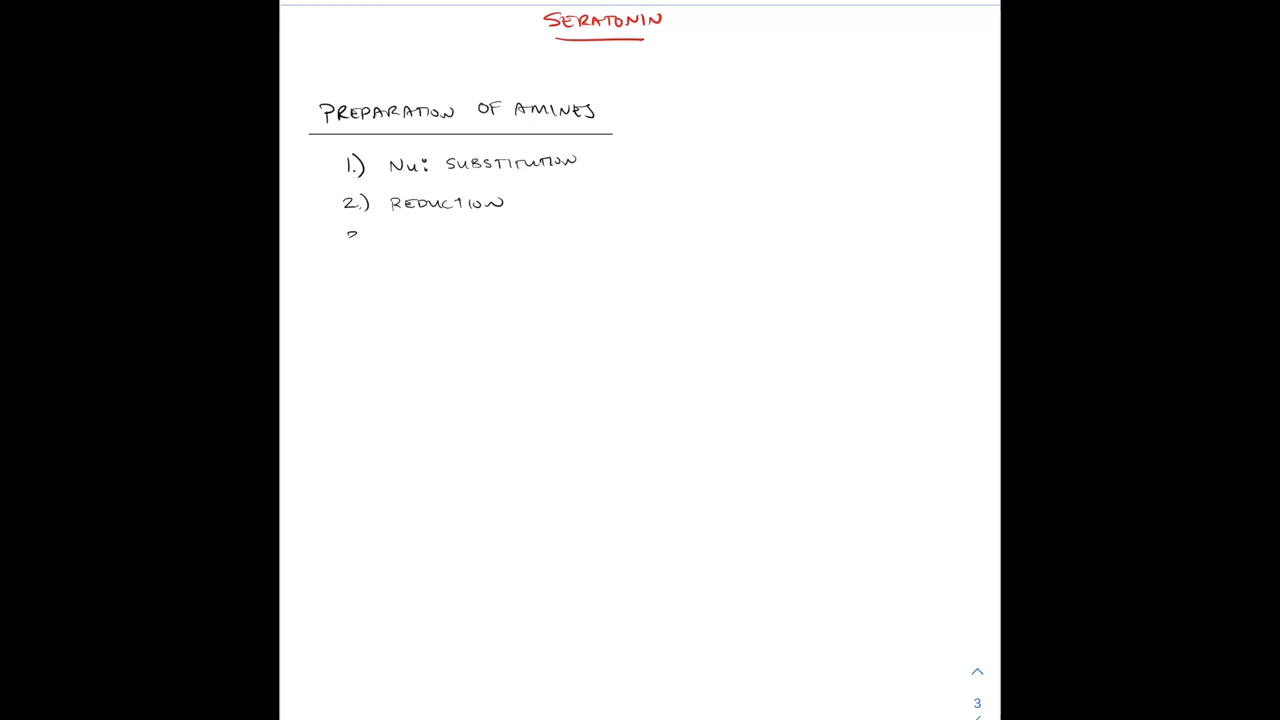 SERATONIN
PREPARATION OF AMINES
1.) Nu: SUBSTITUTION
2.) REDUCTION
3